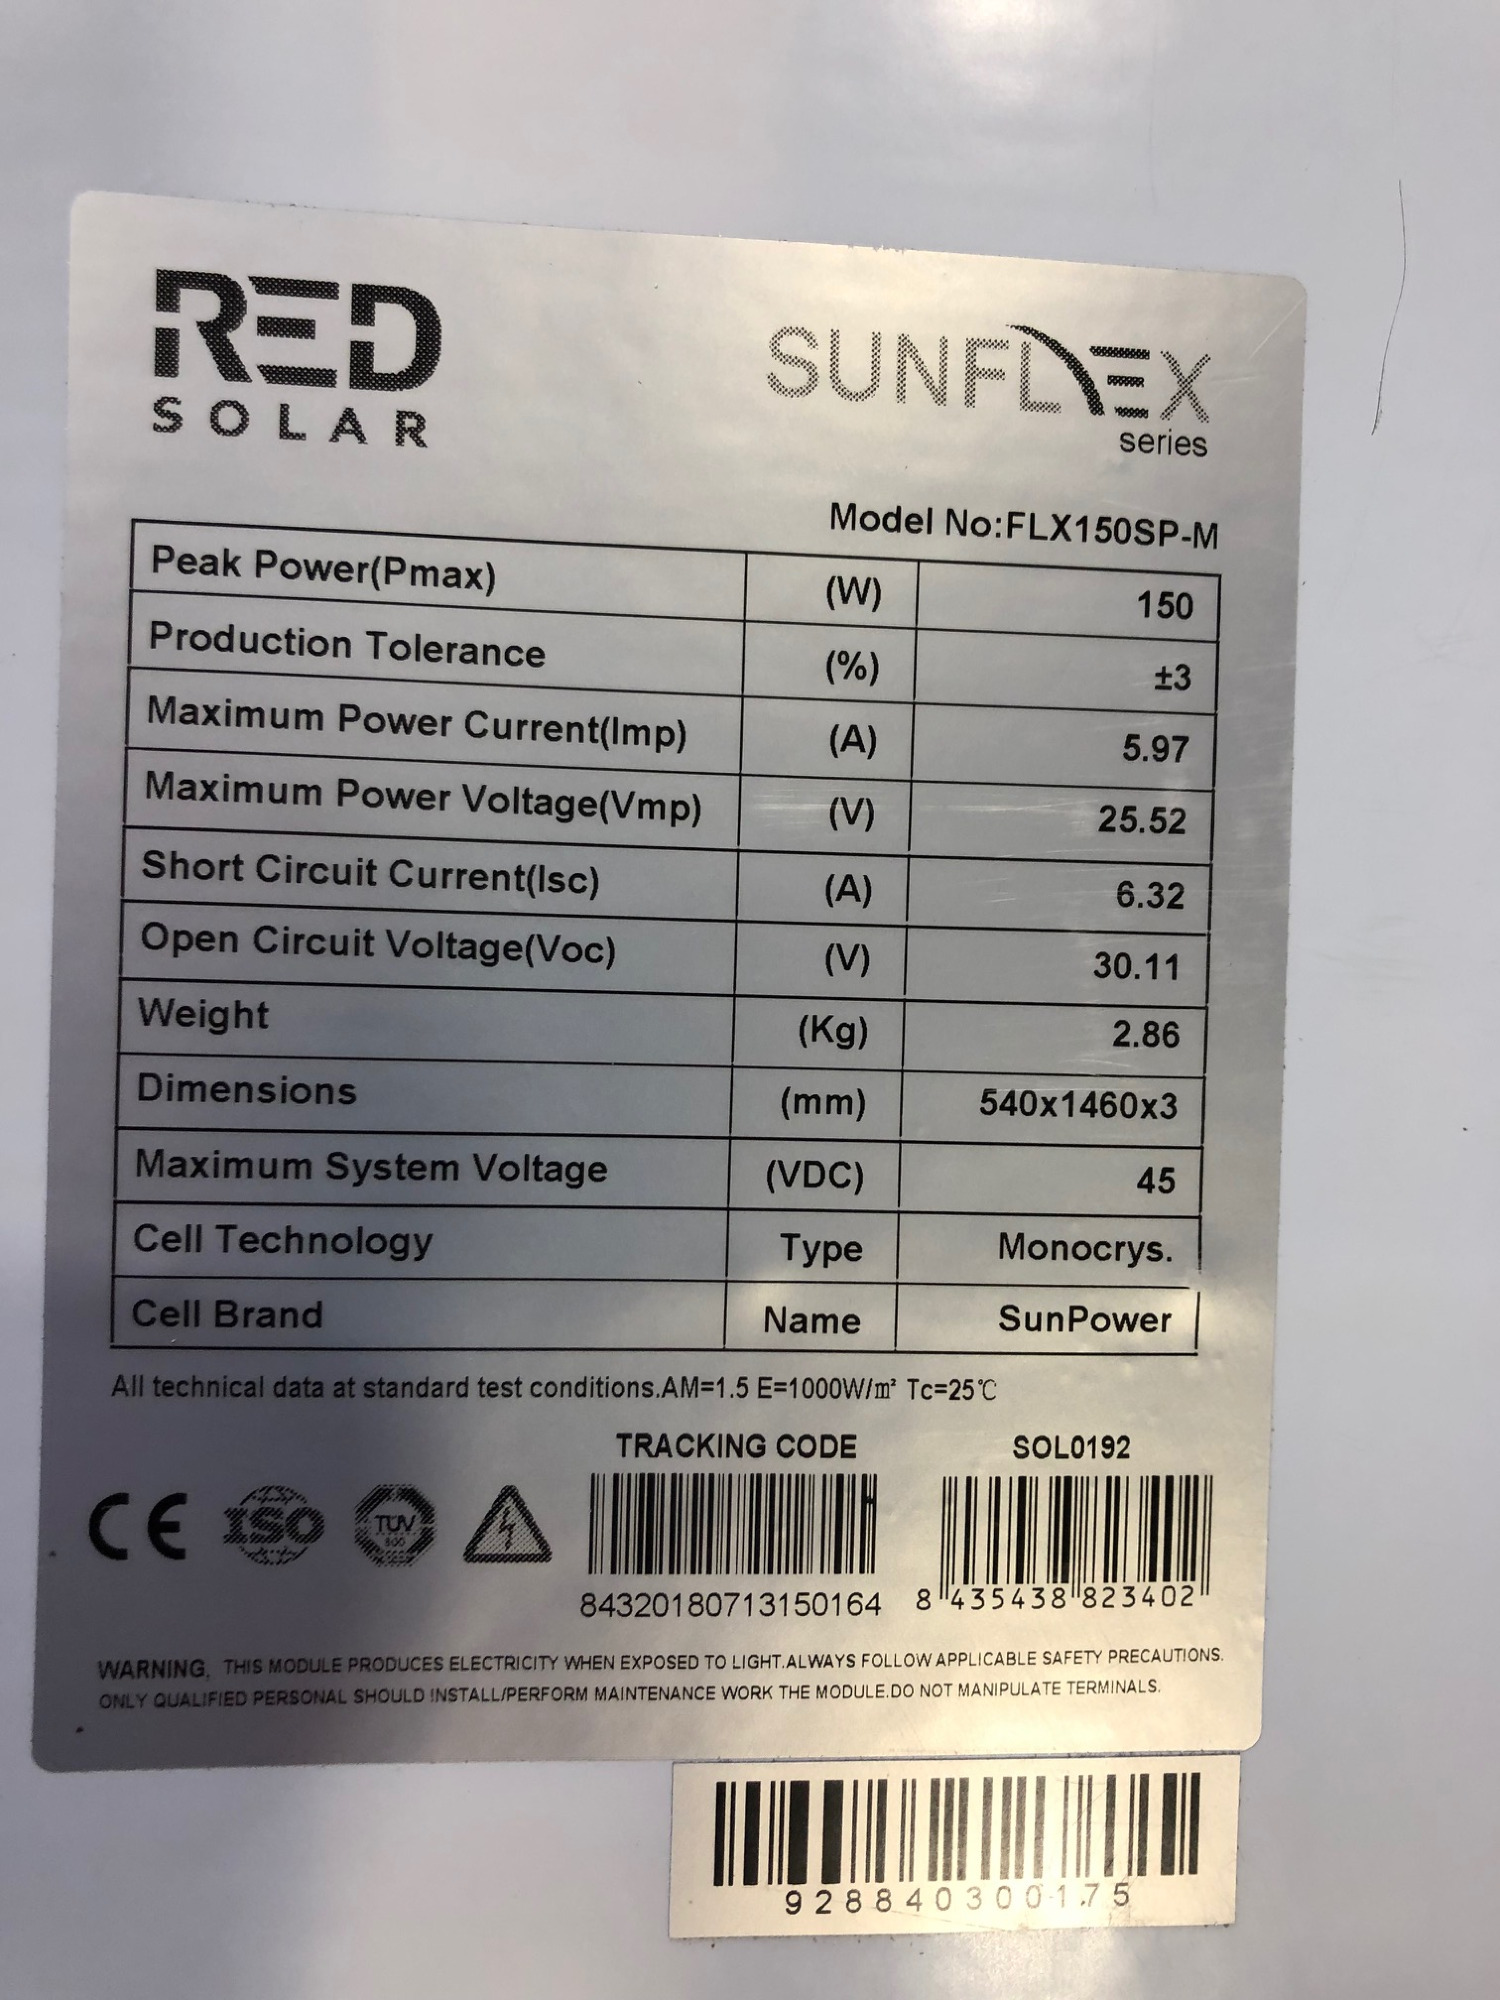 RED
SOLAR
SUNFLEX
series
Model No:FLX150SP-M
Peak Power(Pmax) (W) 150
Production Tolerance (%) ±3
Maximum Power Current(Imp) (A) 5.97
Maximum Power Voltage(Vmp) (V) 25.52
Short Circuit Current(Isc) (A) 6.32
Open Circuit Voltage(Voc) (V) 30.11
Weight (Kg) 2.86
Dimensions (mm) 540x1460x3
Maximum System Voltage (VDC) 45
Cell Technology Type Monocrys.
Cell Brand Name SunPower
All technical data at standard test conditions.AM=1.5 E=1000W/m² Tc=25℃
TRACKING CODE SOL0192
CE ISO TUV
84320180713150164 8 435438 823402
WARNING, THIS MODULE PRODUCES ELECTRICITY WHEN EXPOSED TO LIGHT.ALWAYS FOLLOW APPLICABLE SAFETY PRECAUTIONS.
ONLY QUALIFIED PERSONAL SHOULD INSTALL/PERFORM MAINTENANCE WORK THE MODULE.DO NOT MANIPULATE TERMINALS.
928840300175